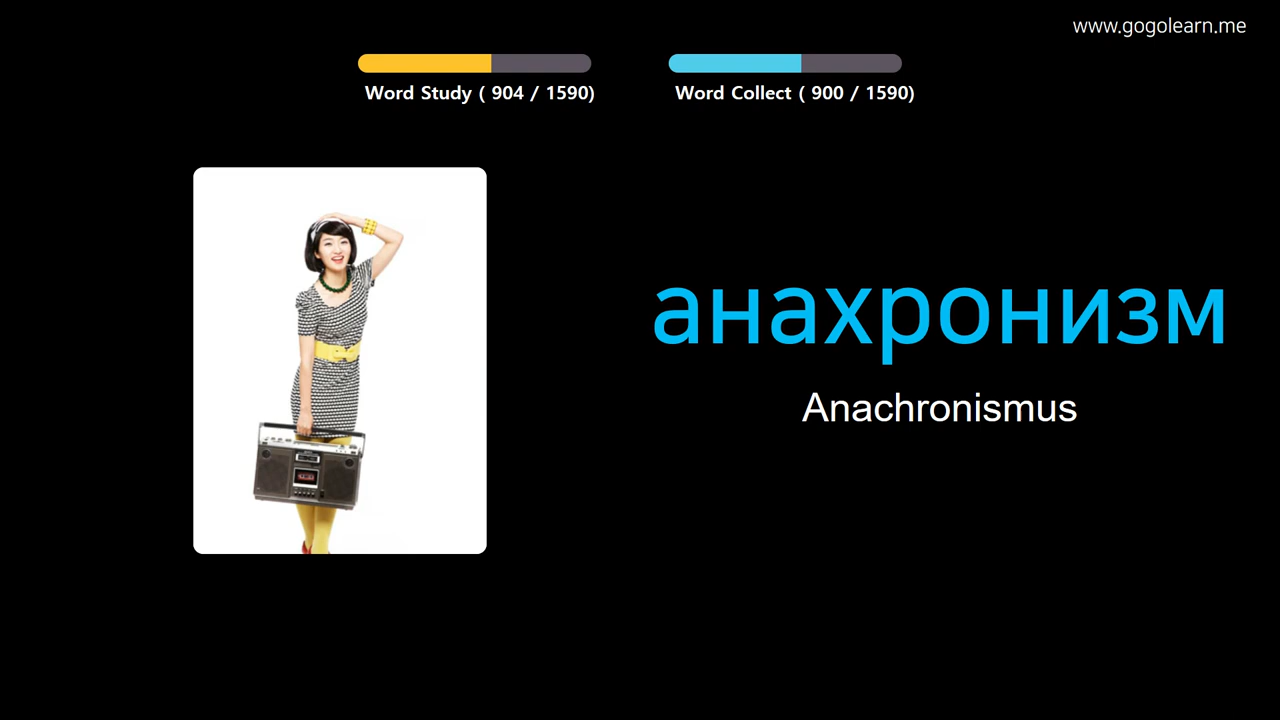 www.gogolearn.me
Word Study ( 904 / 1590)
Word Collect ( 900 / 1590)
анахронизм
Anachronismus